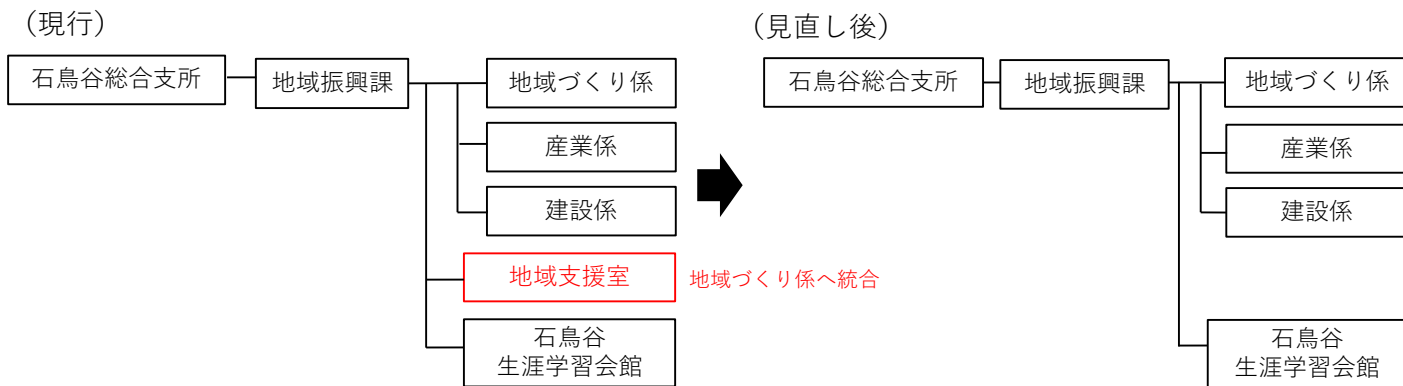 （現行）
石鳥谷総合支所
地域振興課
地域づくり係
産業係
建設係
地域支援室
地域づくり係へ統合
石鳥谷
生涯学習会館
（見直し後）
石鳥谷総合支所
地域振興課
地域づくり係
産業係
建設係
石鳥谷
生涯学習会館